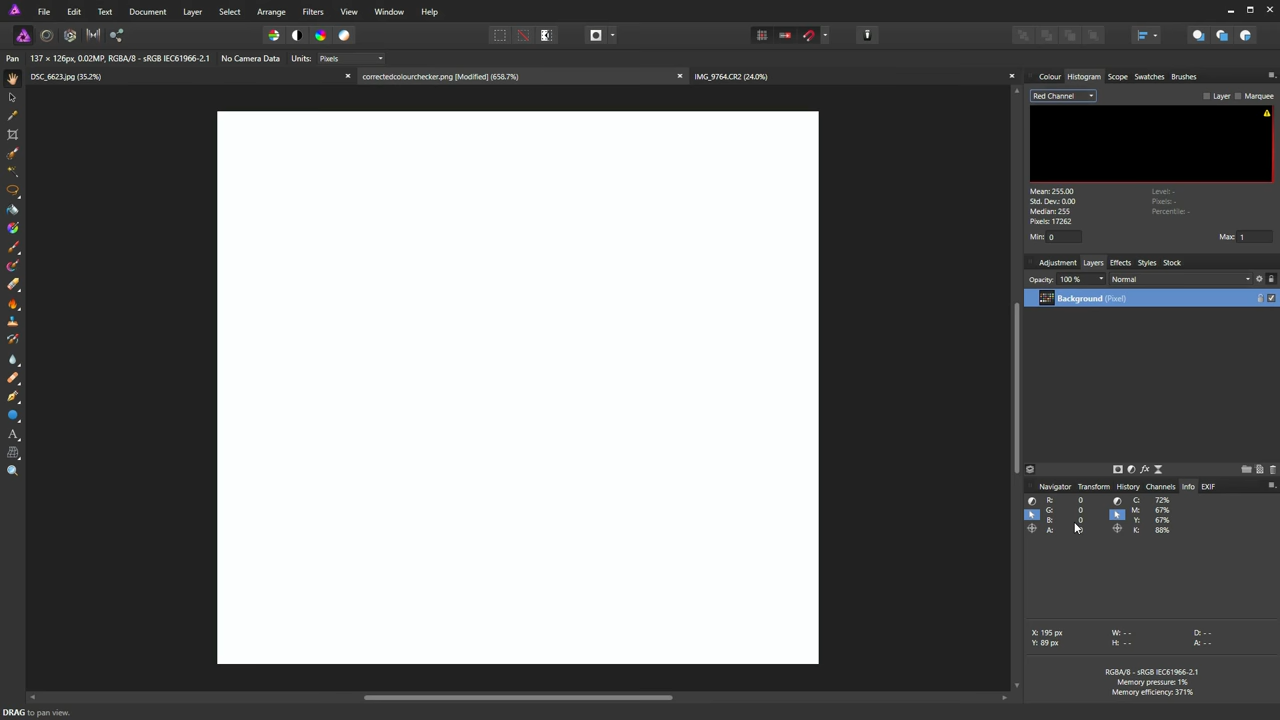 File Edit Text Document Layer Select Arrange Filters View Window Help
Pan 137 × 126px, 0.02MP, RGBA/8 - sRGB IEC61966-2.1 No Camera Data Units: Pixels
DSC_6623.jpg (35.2%) correctedcolourchecker.png [Modified] (658.7%) IMG_9764.CR2 (24.0%)
Colour Histogram Scope Swatches Brushes
Red Channel Layer Marquee
Mean: 255.00 Level: -
Std. Dev.: 0.00 Pixels: -
Median: 255 Percentile: -
Pixels: 17262
Min: 0 Max: 1
Adjustment Layers Effects Styles Stock
Opacity: 100 % Normal
Background (Pixel)
Navigator Transform History Channels Info EXIF
R: 0 C: 72%
G: 0 M: 67%
B: 0 Y: 67%
A: K: 88%
X: 195 px W: - - D: - -
Y: 89 px H: - - A: - -
RGBA/8 - sRGB IEC61966-2.1
Memory pressure: 1%
Memory efficiency: 371%
DRAG to pan view.